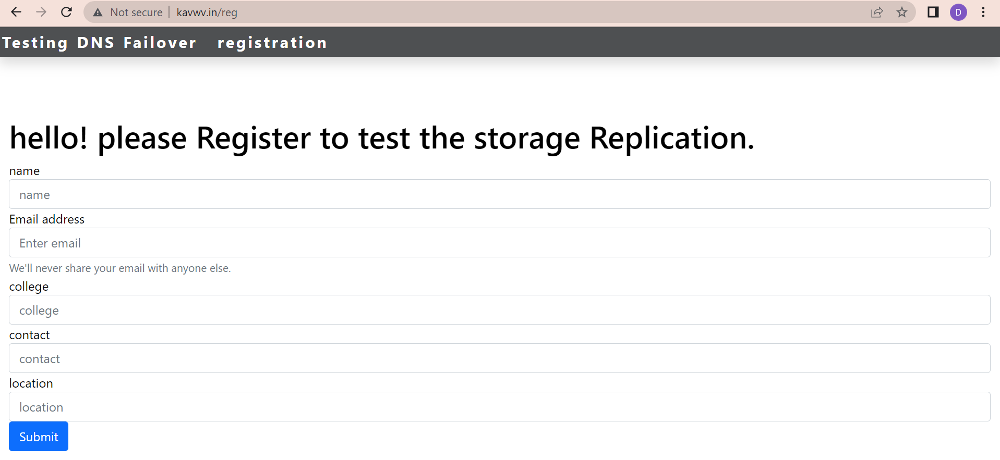 Not secure | kavwv.in/reg
D
Testing DNS Failover registration
hello! please Register to test the storage Replication.
name
name
Email address
Enter email
We'll never share your email with anyone else.
college
college
contact
contact
location
location
Submit